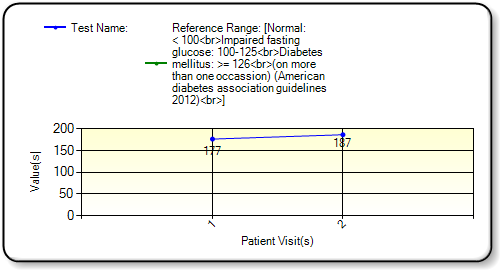 Test Name:
Reference Range: [Normal:
< 100<br>Impaired fasting
glucose: 100-125<br>Diabetes
mellitus: >= 126<br>(on more
than one occassion) (American
diabetes association guidelines
2012)<br>]
200
150
100
50
0
177
187
1
2
Value(s)
Patient Visit(s)